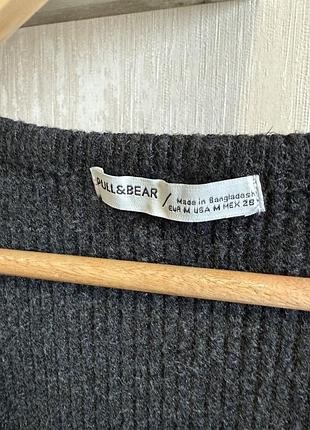 PULL&BEAR /
Made in Bangladesh
EUR M USA M MEX 28